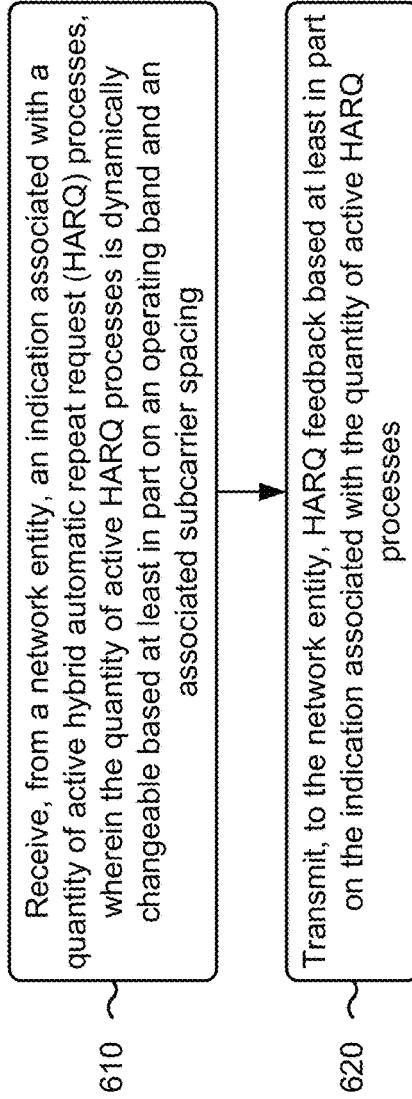 610
Receive, from a network entity, an indication associated with a
quantity of active hybrid automatic repeat request (HARQ) processes,
wherein the quantity of active HARQ processes is dynamically
changeable based at least in part on an operating band and an
associated subcarrier spacing
620
Transmit, to the network entity, HARQ feedback based at least in part
on the indication associated with the quantity of active HARQ
processes